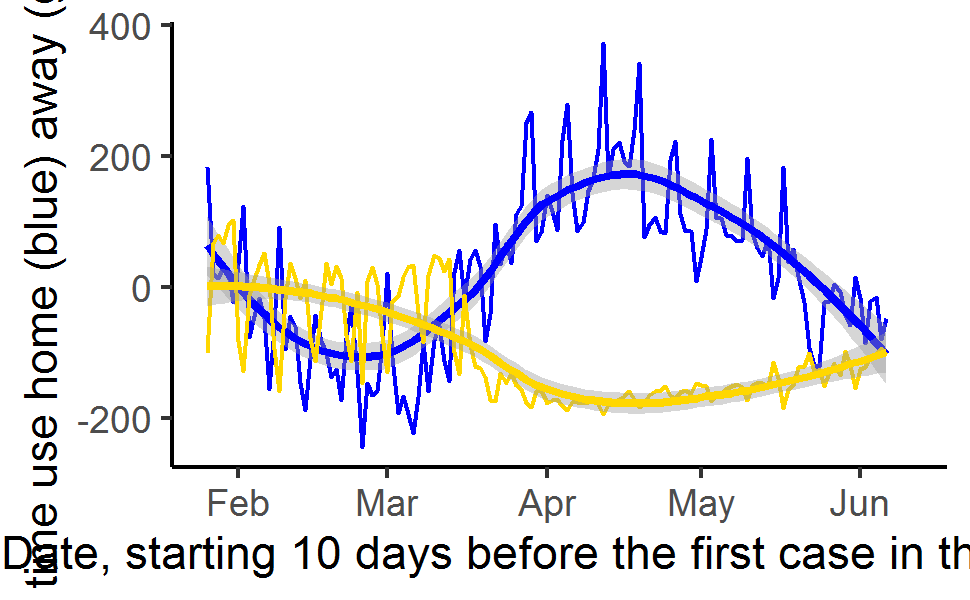 time use home (blue) away (
400
200
0
-200
Feb Mar Apr May Jun
Date, starting 10 days before the first case in th